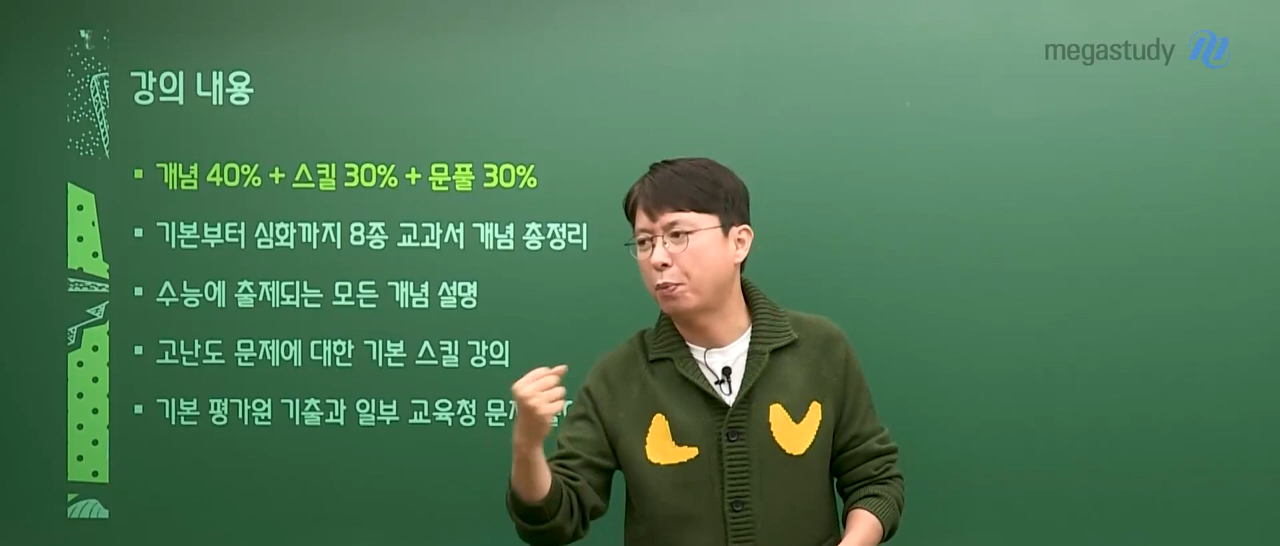 megastudy
강의 내용
개념 40% + 스킬 30% + 문풀 30%
기본부터 심화까지 8종 교과서 개념 총정리
수능에 출제되는 모든 개념 설명
고난도 문제에 대한 기본 스킬 강의
기본 평가원 기출과 일부 교육청